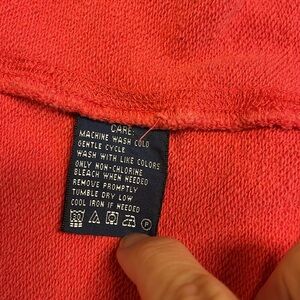 CARE:
MACHINE WASH COLD
GENTLE CYCLE
WASH WITH LIKE COLORS
ONLY NON-CHLORINE
BLEACH WHEN NEEDED
REMOVE PROMPTLY
TUMBLE DRY LOW
COOL IRON IF NEEDED
P